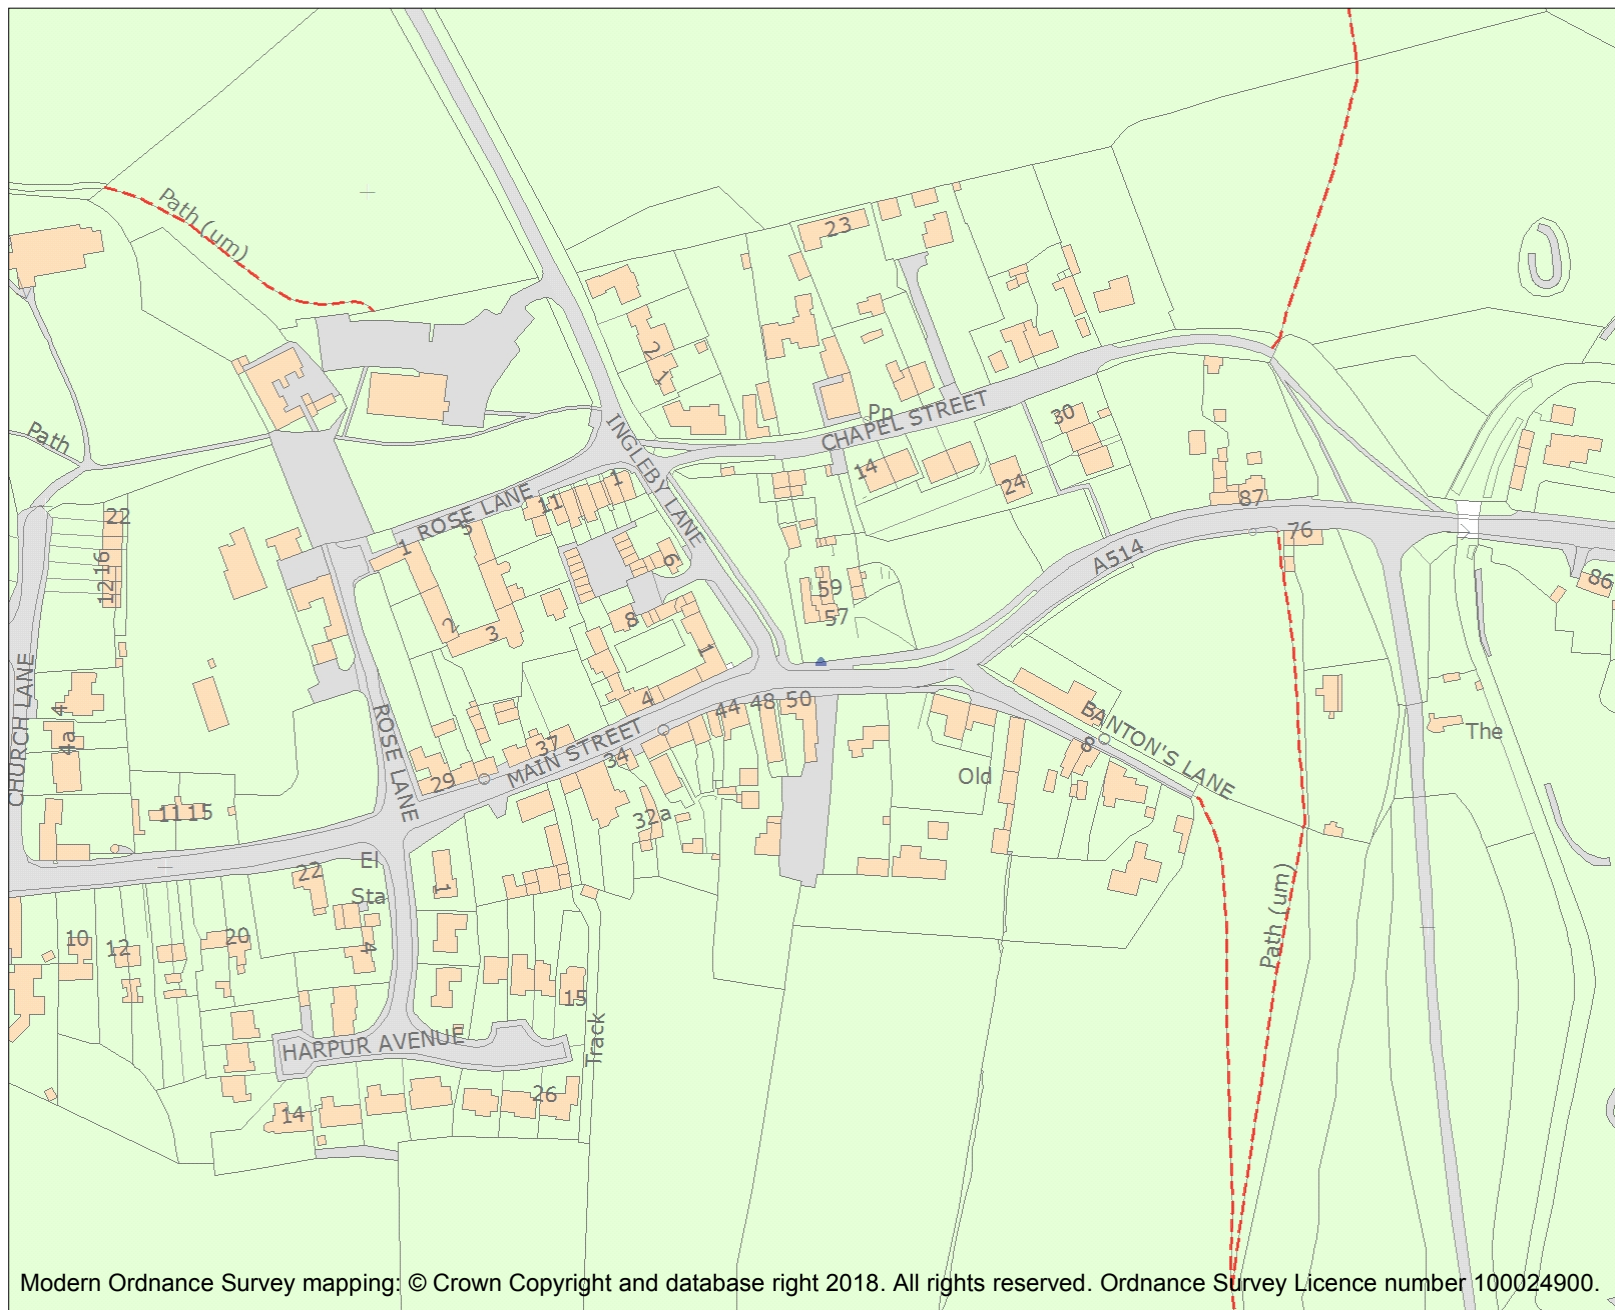 Path (um)
23
2
1
Path
INGLEBY LANE
Pp
CHAPEL STREET
30
14
24
87
ROSE LANE
1
5
11
1
22
16
12
6
76
A514
86
59
57
2
3
8
1
4
CHURCH LANE
4
4a
ROSE LANE
44
48
50
MAIN STREET
37
34
29
32a
BANTON'S LANE
8
Old
The
11
15
El
Sta
22
1
4
10
12
20
Path (um)
15
Track
HARPUR AVENUE
14
26
Modern Ordnance Survey mapping: © Crown Copyright and database right 2018. All rights reserved. Ordnance Survey Licence number 100024900.